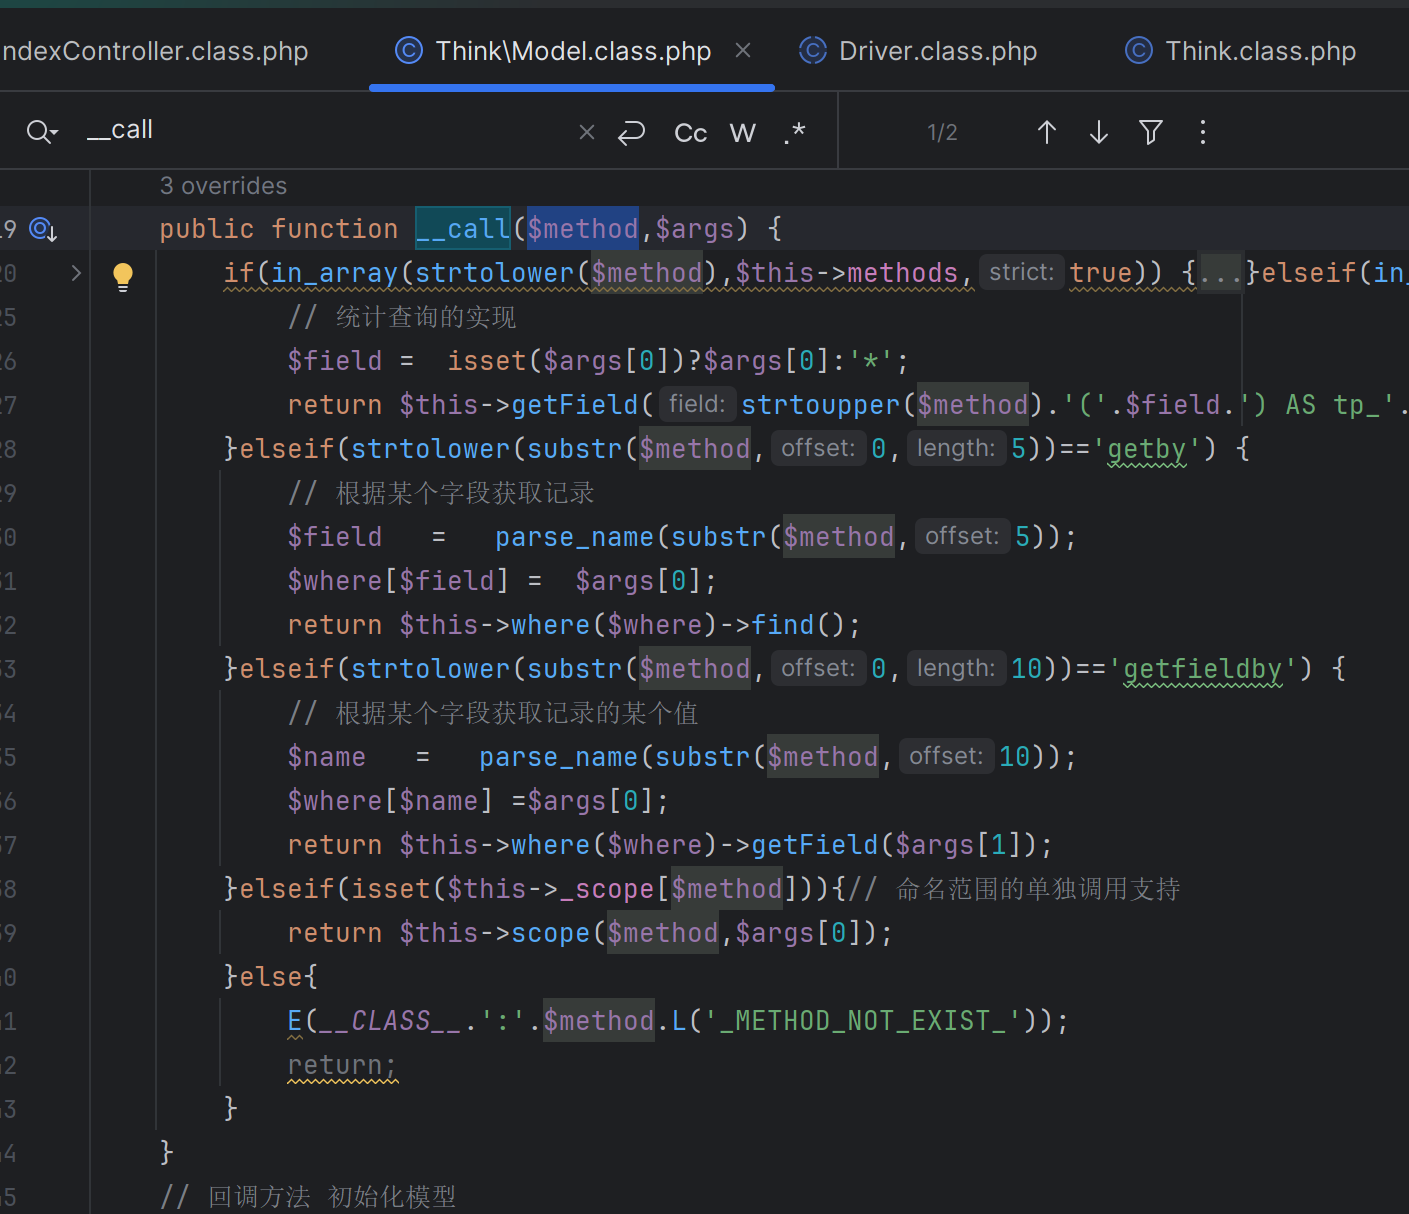 ndexController.class.php Think\Model.class.php Driver.class.php Think.class.php
__call Cc W .* 1/2
3 overrides
9 public function __call($method,$args) {
20 if(in_array(strtolower($method),$this->methods, strict: true)) {...}elseif(in_
25 // 统计查询的实现
26 $field =  isset($args[0])?$args[0]:'*';
27 return $this->getField( field: strtoupper($method).'('.$field.') AS tp_'.
28 }elseif(strtolower(substr($method, offset: 0, length: 5))=='getby') {
29 // 根据某个字段获取记录
30 $field   =   parse_name(substr($method, offset: 5));
31 $where[$field] =  $args[0];
32 return $this->where($where)->find();
33 }elseif(strtolower(substr($method, offset: 0, length: 10))=='getfieldby') {
34 // 根据某个字段获取记录的某个值
35 $name   =   parse_name(substr($method, offset: 10));
36 $where[$name] =$args[0];
37 return $this->where($where)->getField($args[1]);
38 }elseif(isset($this->_scope[$method])){// 命名范围的单独调用支持
39 return $this->scope($method,$args[0]);
40 }else{
41 E(__CLASS__.':'.$method.L('_METHOD_NOT_EXIST_'));
42 return;
43 }
44 }
45 // 回调方法 初始化模型